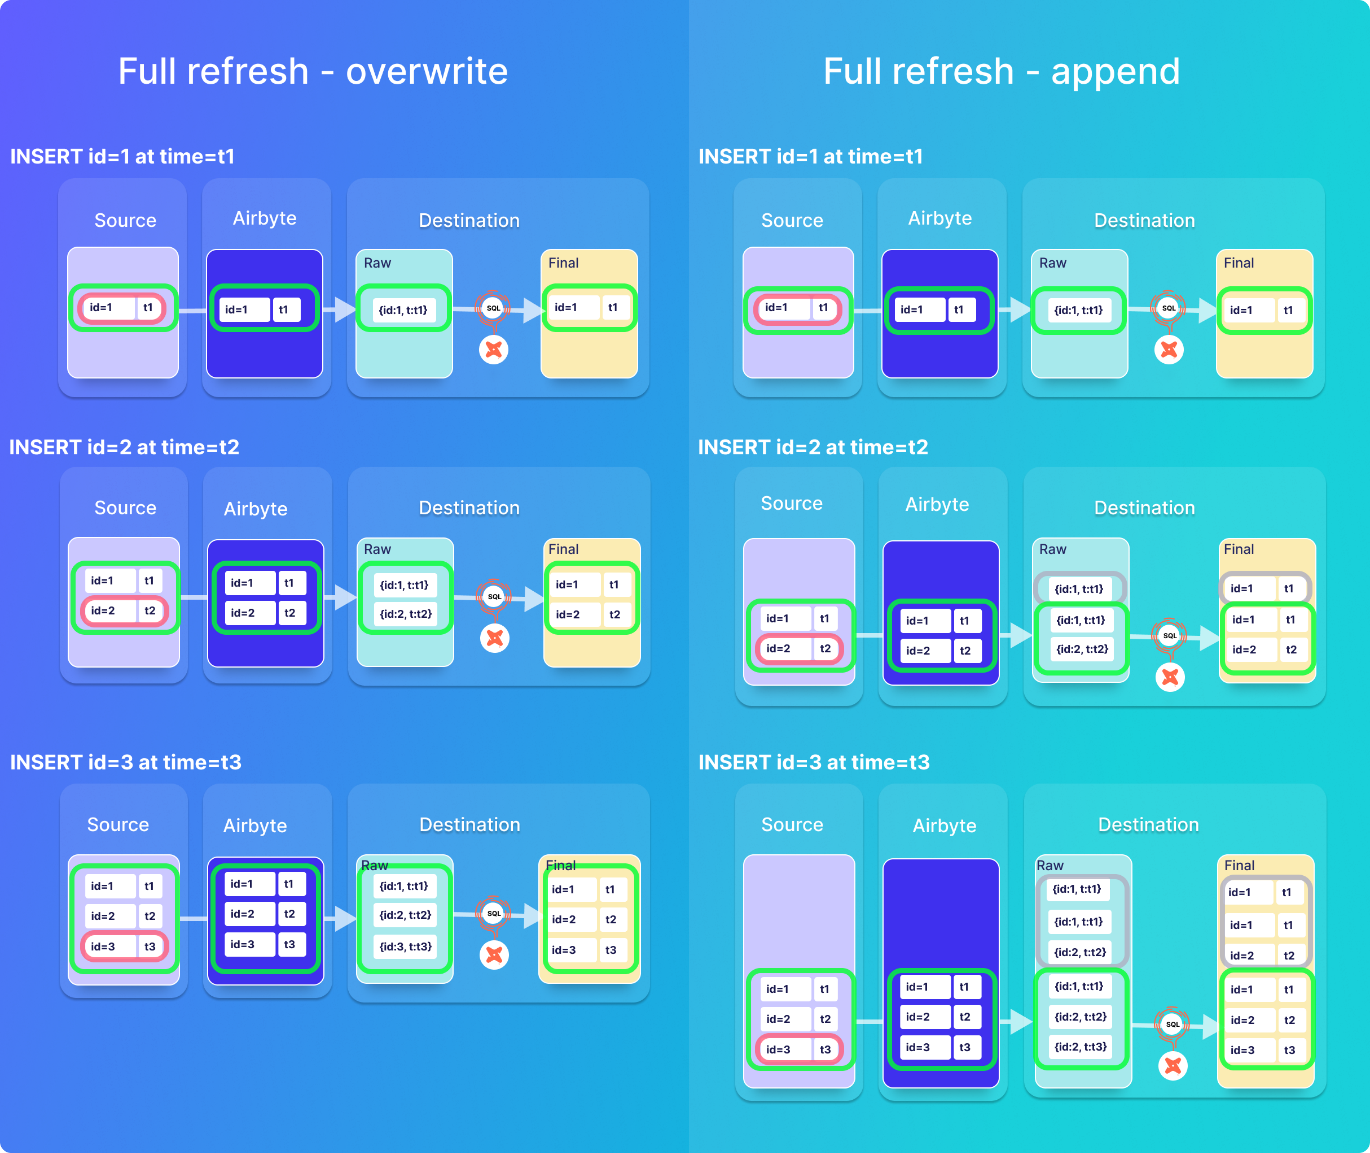 Full refresh - overwrite
INSERT id=1 at time=t1
Source
Airbyte
Destination
id=1 t1
id=1 t1
Raw
{id:1, t:t1}
SQL
Final
id=1 t1
INSERT id=2 at time=t2
Source
Airbyte
Destination
id=1 t1
id=2 t2
id=1 t1
id=2 t2
Raw
{id:1, t:t1}
{id:2, t:t2}
SQL
Final
id=1 t1
id=2 t2
INSERT id=3 at time=t3
Source
Airbyte
Destination
id=1 t1
id=2 t2
id=3 t3
id=1 t1
id=2 t2
id=3 t3
Raw
{id:1, t:t1}
{id:2, t:t2}
{id:3, t:t3}
SQL
Final
id=1 t1
id=2 t2
id=3 t3
Full refresh - append
INSERT id=1 at time=t1
Source
Airbyte
Destination
id=1 t1
id=1 t1
Raw
{id:1, t:t1}
SQL
Final
id=1 t1
INSERT id=2 at time=t2
Source
Airbyte
Destination
id=1 t1
id=2 t2
id=1 t1
id=2 t2
Raw
{id:1, t:t1}
{id:1, t:t1}
{id:2, t:t2}
SQL
Final
id=1 t1
id=1 t1
id=2 t2
INSERT id=3 at time=t3
Source
Airbyte
Destination
id=1 t1
id=2 t2
id=3 t3
id=1 t1
id=2 t2
id=3 t3
Raw
{id:1, t:t1}
{id:1, t:t1}
{id:2, t:t2}
{id:1, t:t1}
{id:2, t:t2}
{id:2, t:t3}
SQL
Final
id=1 t1
id=1 t1
id=2 t2
id=1 t1
id=2 t2
id=3 t3